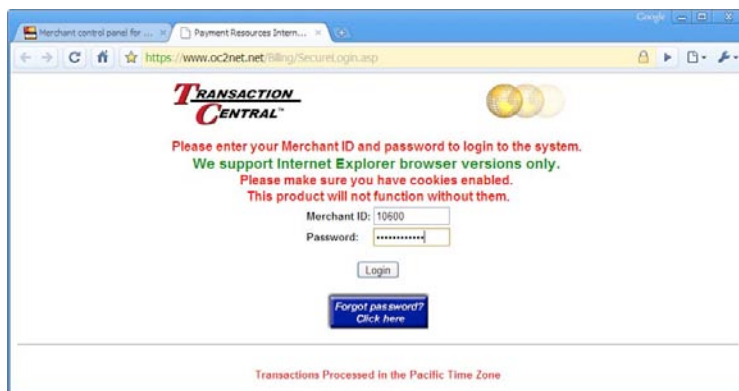 Google
Merchant control panel for ...
Payment Resources Intern...
https://www.oc2net.net/Billing/SecureLogin.asp
TRANSACTION
CENTRAL™
Please enter your Merchant ID and password to login to the system.
We support Internet Explorer browser versions only.
Please make sure you have cookies enabled.
This product will not function without them.
Merchant ID: 10600
Password: ••••••••••••
Login
Forgot password?
Click here
Transactions Processed in the Pacific Time Zone